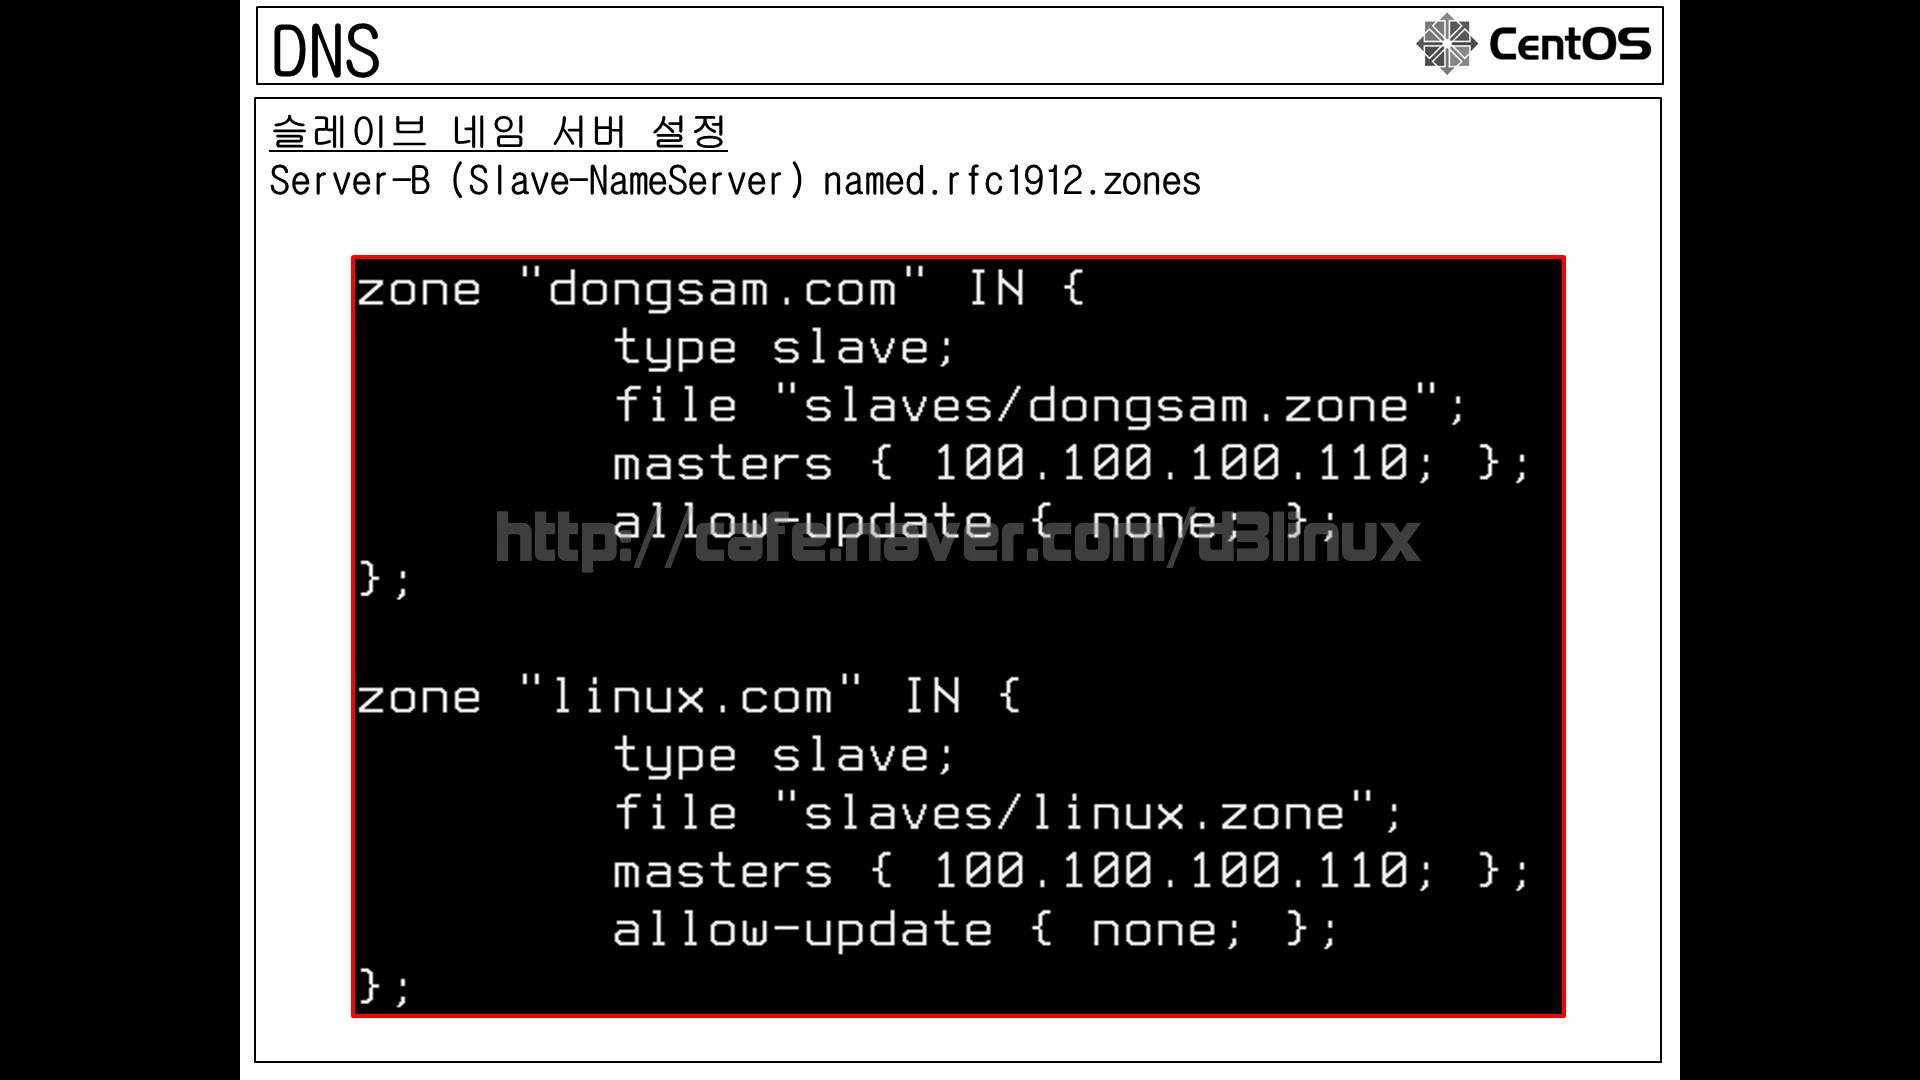 DNS
CentOS
슬레이브 네임 서버 설정
Server-B (Slave-NameServer) named.rfc1912.zones
zone "dongsam.com" IN {
type slave;
file "slaves/dongsam.zone";
masters { 100.100.100.110; };
allow-update { none; };
http://cafe.naver.com/d3linux
};
zone "linux.com" IN {
type slave;
file "slaves/linux.zone";
masters { 100.100.100.110; };
allow-update { none; };
};